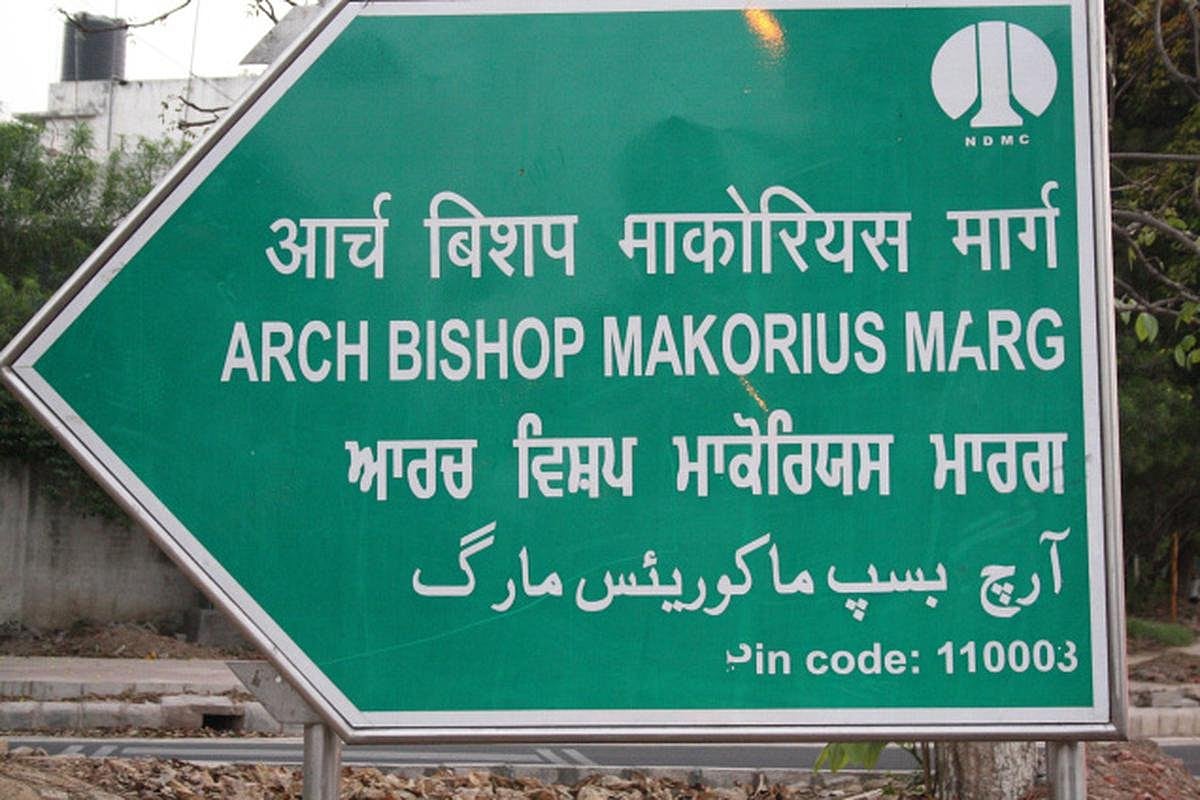 NDMC
आर्च बिशप माकोरियस मार्ग
ARCH BISHOP MAKORIUS MARG
ਆਰਚ ਵਿਸ਼ਪ ਮਾਕੋਰਿਯਸ ਮਾਰਗ
آرچ بسپ ماکوریئس مارگ
Pin code: 110003